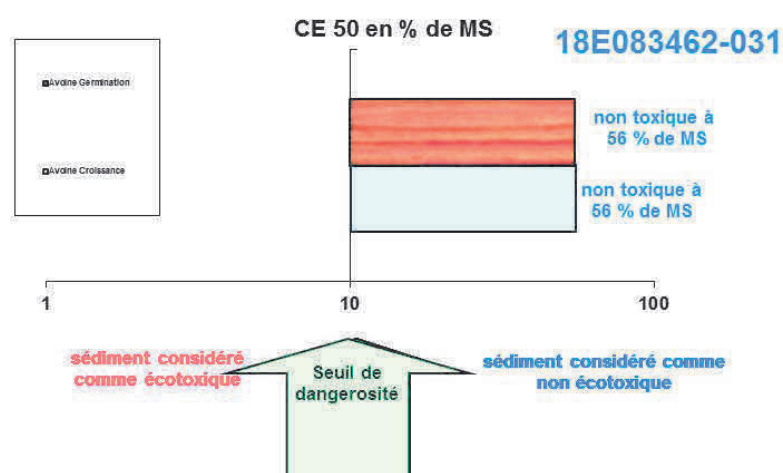 CE 50 en % de MS
18E083462-031
Avoine Germination
Avoine Croissance
non toxique à
56 % de MS
non toxique à
56 % de MS
1
10
100
sédiment considéré
comme écotoxique
Seuil de
dangerosité
sédiment considéré comme
non écotoxique